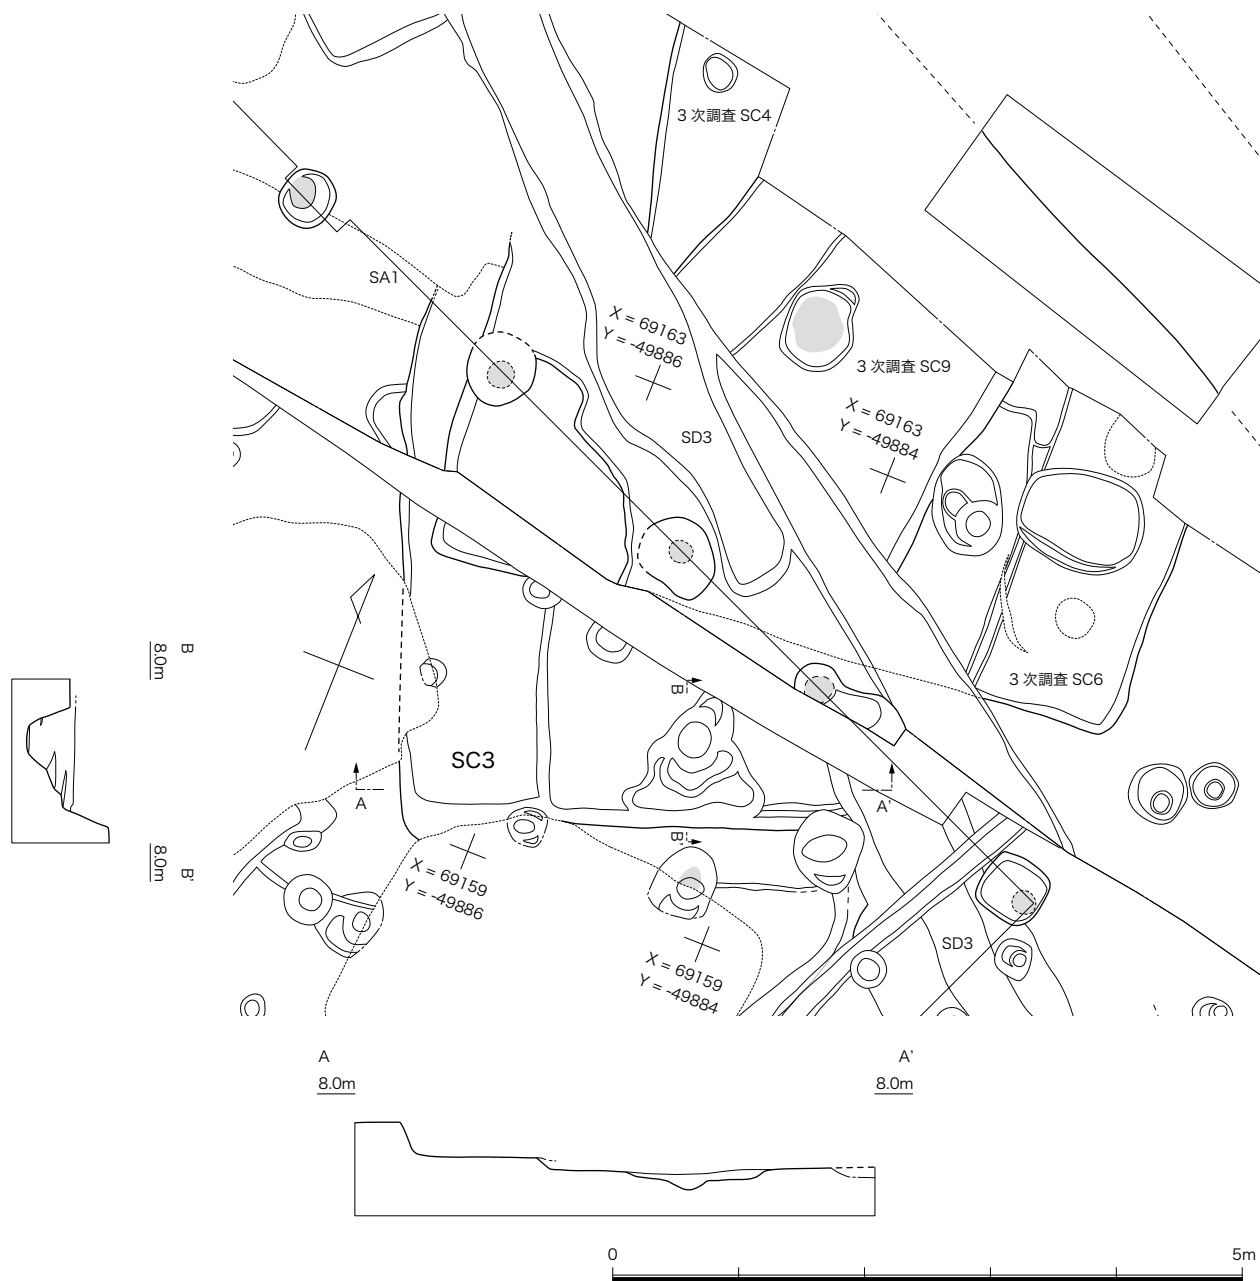 3 次調査 SC4
SA1
X = 69163
Y = -49886
3 次調査 SC9
X = 69163
Y = -49884
SD3
8.0m
B
B
3 次調査 SC6
SC3
A
A'
B'
8.0m
B'
X = 69159
Y = -49886
SD3
X = 69159
Y = -49884
A
A'
8.0m
8.0m
0
5m